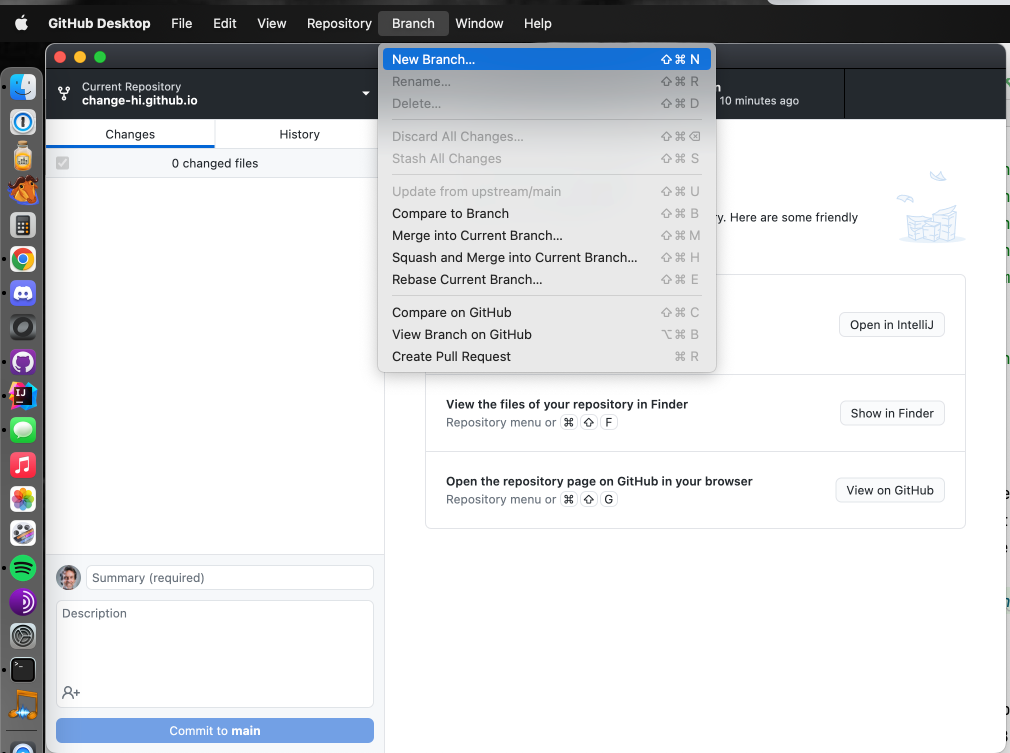 GitHub Desktop File Edit View Repository Branch Window Help
New Branch... ⇧⌘ N
Rename... ⇧⌘ R
Delete... ⇧⌘ D
Discard All Changes... ⇧⌘⌫
Stash All Changes ⇧⌘ S
Update from upstream/main ⇧⌘ U
Compare to Branch ⇧⌘ B
Merge into Current Branch... ⇧⌘ M
Squash and Merge into Current Branch... ⇧⌘ H
Rebase Current Branch... ⇧⌘ E
Compare on GitHub ⇧⌘ C
View Branch on GitHub ⌥⌘ B
Create Pull Request ⌘ R
Current Repository
change-hi.github.io
10 minutes ago
Changes History
0 changed files
Here are some friendly
Open in IntelliJ
View the files of your repository in Finder
Repository menu or ⌘ ⇧ F
Show in Finder
Open the repository page on GitHub in your browser
Repository menu or ⌘ ⇧ G
View on GitHub
Summary (required)
Description
Commit to main
IJ